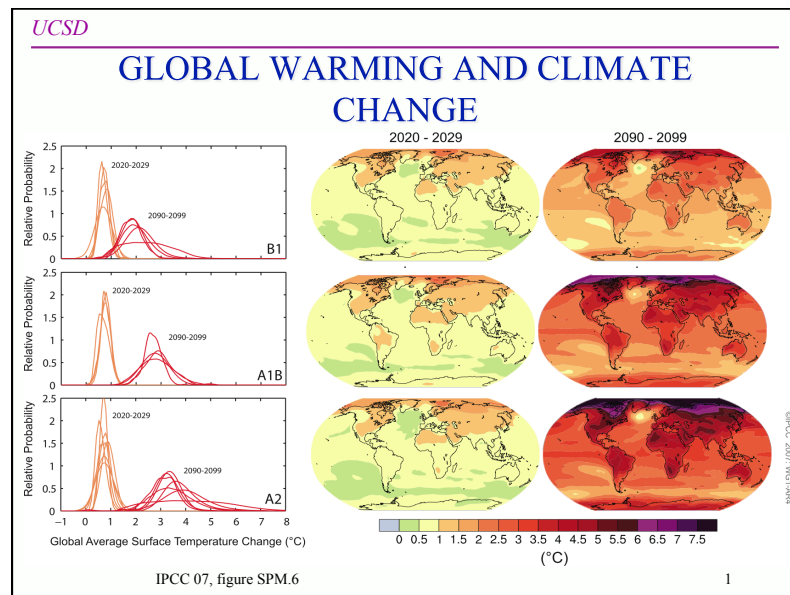 UCSD
GLOBAL WARMING AND CLIMATE
CHANGE
2020 - 2029
2090 - 2099
2.5
2
1.5
1
0.5
0
Relative Probability
2020-2029
2090-2099
B1
2.5
2
1.5
1
0.5
0
Relative Probability
2020-2029
2090-2099
A1B
2.5
2
1.5
1
0.5
0
Relative Probability
2020-2029
2090-2099
A2
−1 0 1 2 3 4 5 6 7 8
Global Average Surface Temperature Change (°C)
0 0.5 1 1.5 2 2.5 3 3.5 4 4.5 5 5.5 6 6.5 7 7.5
(°C)
©IPCC 2007 WG1-AR4
IPCC 07, figure SPM.6
1